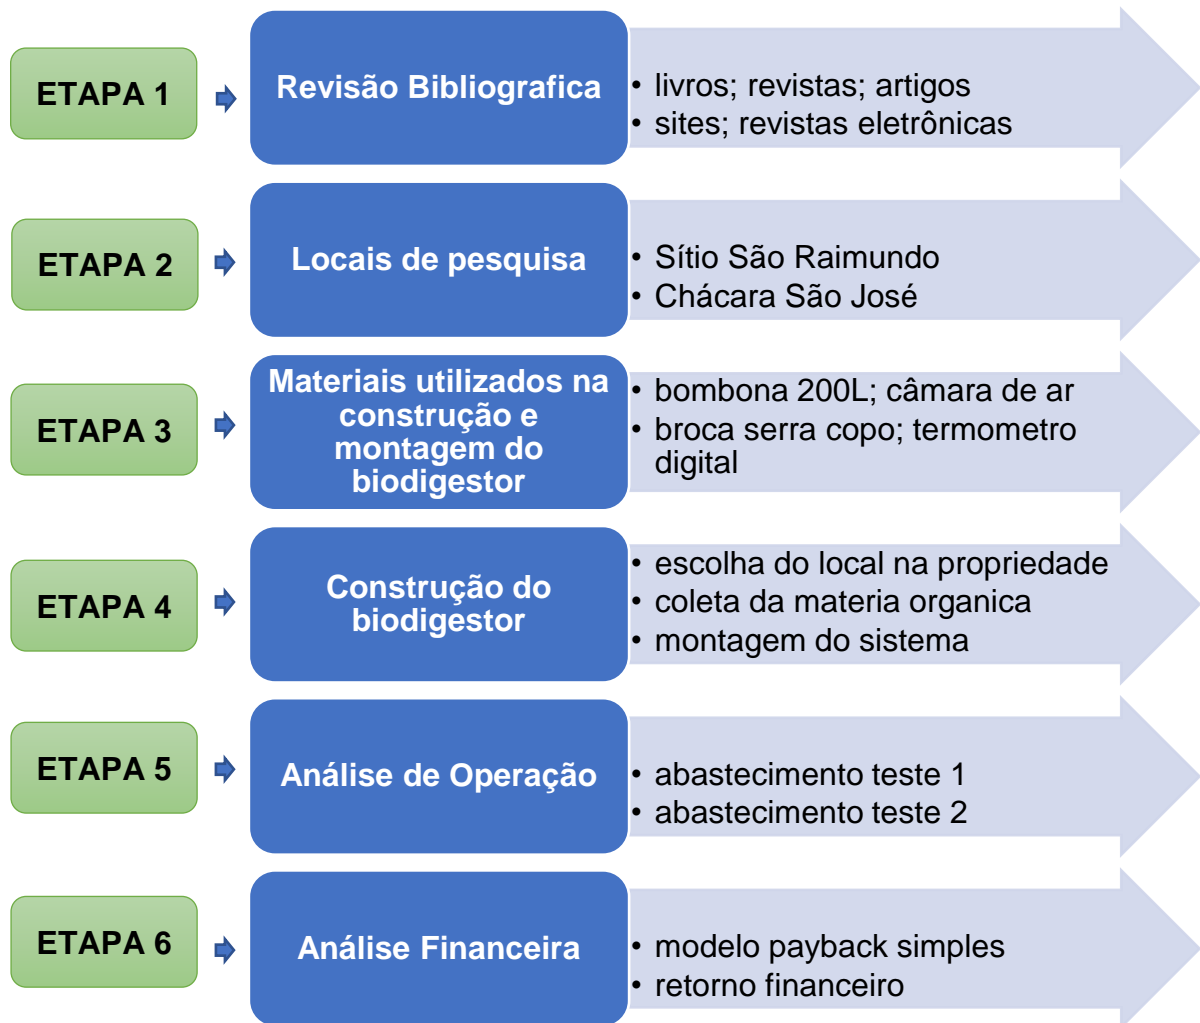 ETAPA 1
Revisão Bibliografica
• livros; revistas; artigos
• sites; revistas eletrônicas
ETAPA 2
Locais de pesquisa
• Sítio São Raimundo
• Chácara São José
ETAPA 3
Materiais utilizados na
construção e
montagem do
biodigestor
• bombona 200L; câmara de ar
• broca serra copo; termometro
digital
ETAPA 4
Construção do
biodigestor
• escolha do local na propriedade
• coleta da materia organica
• montagem do sistema
ETAPA 5
Análise de Operação
• abastecimento teste 1
• abastecimento teste 2
ETAPA 6
Análise Financeira
• modelo payback simples
• retorno financeiro